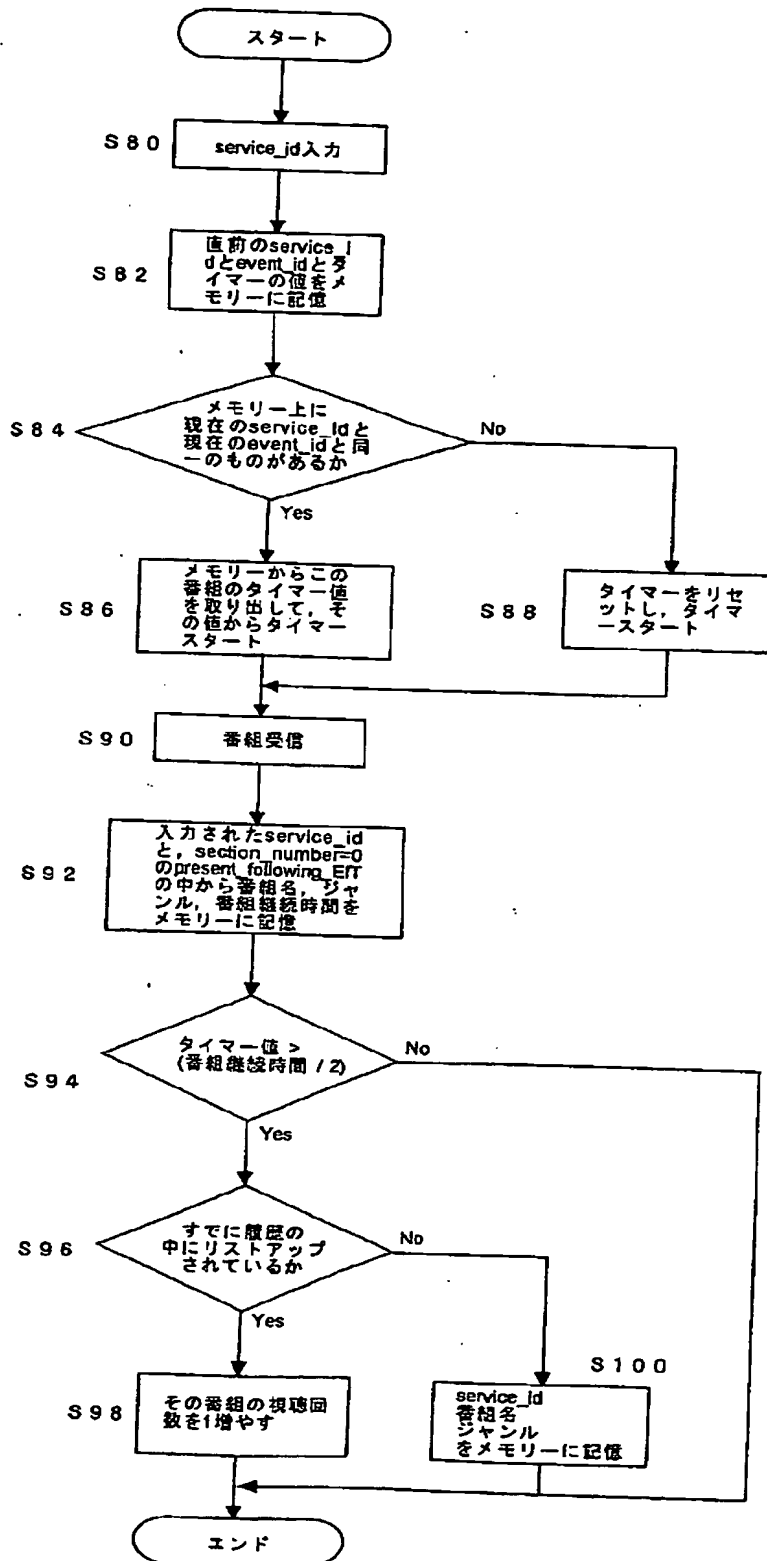 スタート
S80
service_id入力
S82
直前のservice_i
dとevent_idとタ
イマーの値をメ
モリーに記憶
S84
メモリー上に
現在のservice_idと
現在のevent_idと同
一のものがあるか
No
Yes
S86
メモリーからこの
番組のタイマー値
を取り出して，そ
の値からタイマー
スタート
S88
タイマーをリセ
ットし，タイマ
ースタート
S90
番組受信
S92
入力されたservice_id
と，section_number=0
のpresent_following_EIT
の中から番組名，ジャ
ンル，番組継続時間を
メモリーに記憶
S94
タイマー値 >
(番組継続時間 / 2)
No
Yes
S96
すでに履歴の
中にリストアップ
されているか
No
Yes
S98
その番組の視聴回
数を1増やす
S100
service_id
番組名
ジャンル
をメモリーに記憶
エンド